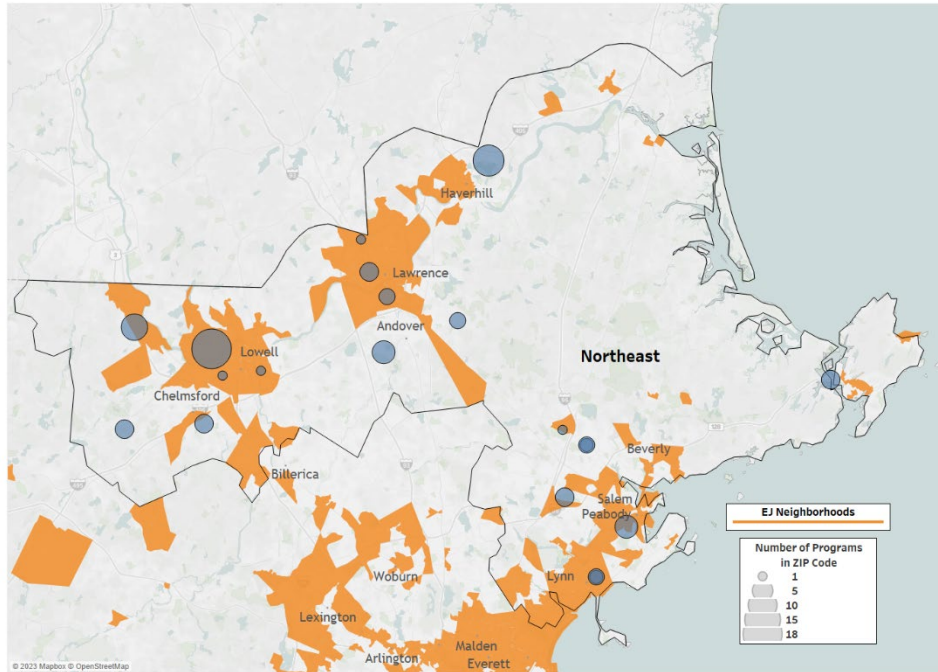 Haverhill
Lawrence
Andover
Lowell
Chelmsford
Billerica
Northeast
Beverly
Salem
Peabody
Lynn
Woburn
Lexington
Malden
Arlington
Everett
EJ Neighborhoods
Number of Programs
in ZIP Code
1
5
10
15
18
© 2023 Mapbox © OpenStreetMap